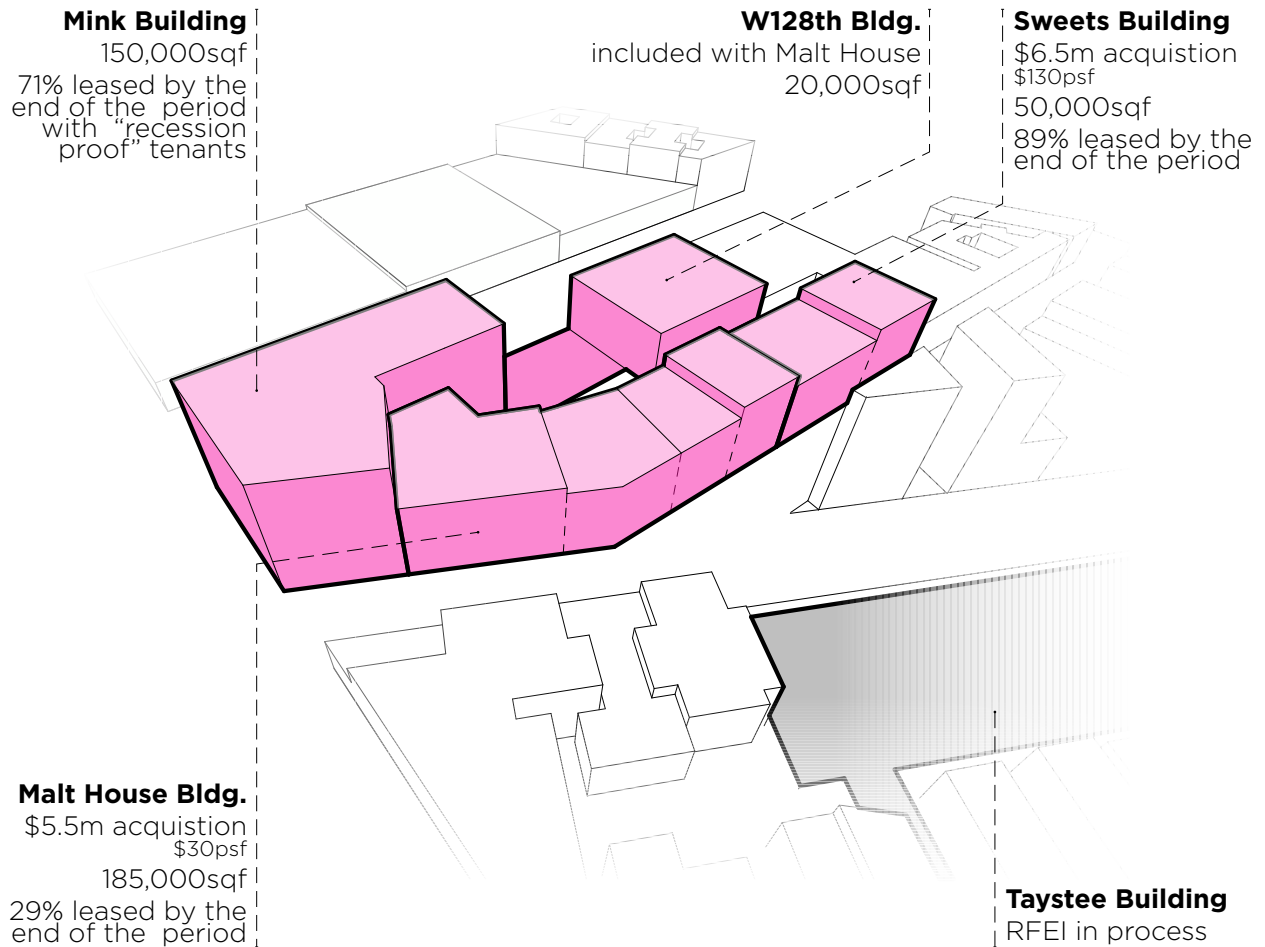 Mink Building
150,000sqf
71% leased by the
end of the period
with “recession
proof” tenants
W128th Bldg.
included with Malt House
20,000sqf
Sweets Building
$6.5m acquistion
$130psf
50,000sqf
89% leased by the
end of the period
Malt House Bldg.
$5.5m acquistion
$30psf
185,000sqf
29% leased by the
end of the period
Taystee Building
RFEI in process